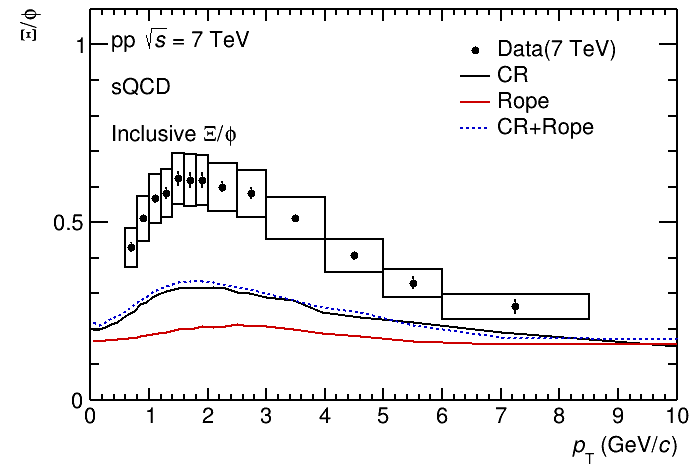 Ξ/ϕ
1
0.5
0
pp √s = 7 TeV
sQCD
Inclusive Ξ/ϕ
Data(7 TeV)
CR
Rope
CR+Rope
0 1 2 3 4 5 6 7 8 9 10
p_T (GeV/c)